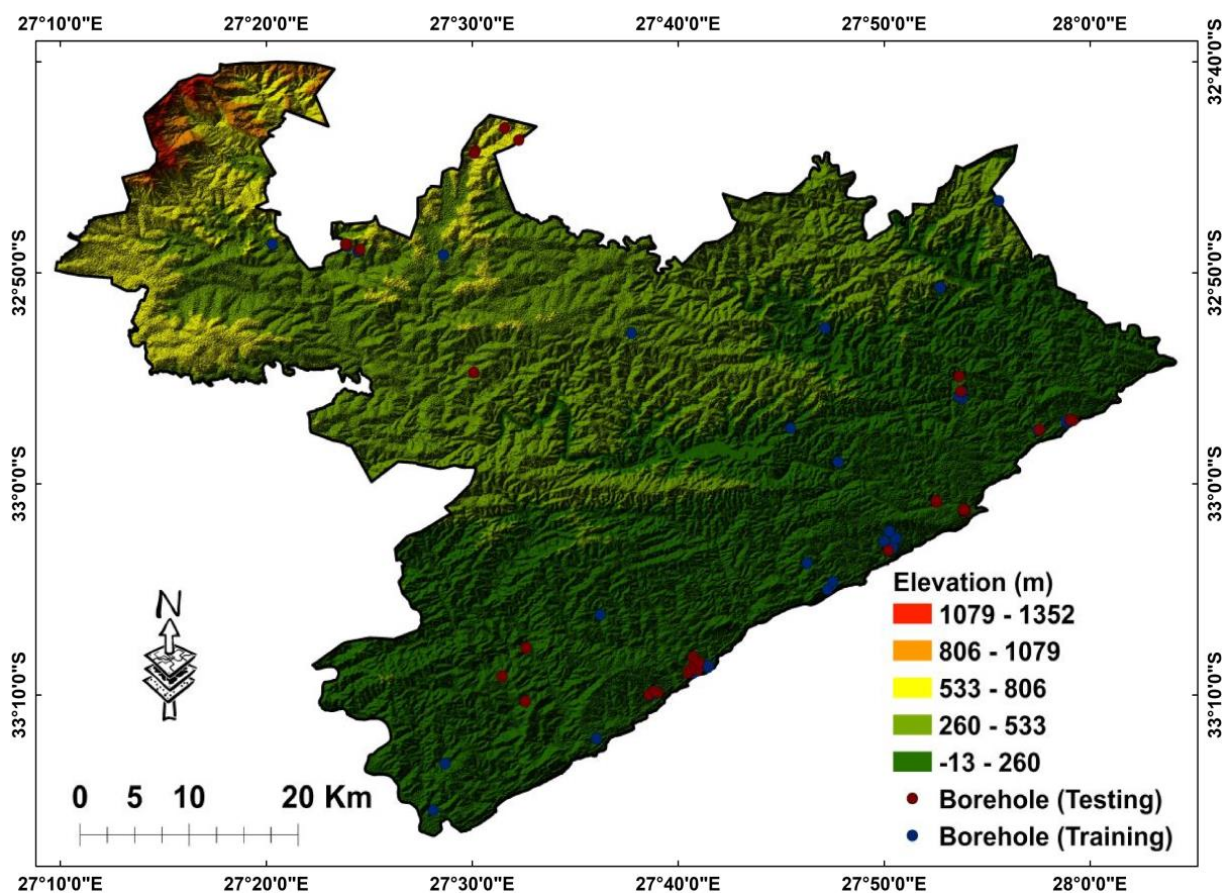 27°10'0"E 27°20'0"E 27°30'0"E 27°40'0"E 27°50'0"E 28°0'0"E
32°40'0"S
32°50'0"S 32°50'0"S
33°0'0"S 33°0'0"S
33°10'0"S 33°10'0"S
N
Elevation (m)
1079 - 1352
806 - 1079
533 - 806
260 - 533
-13 - 260
Borehole (Testing)
Borehole (Training)
0 5 10 20 Km
27°10'0"E 27°20'0"E 27°30'0"E 27°40'0"E 27°50'0"E 28°0'0"E